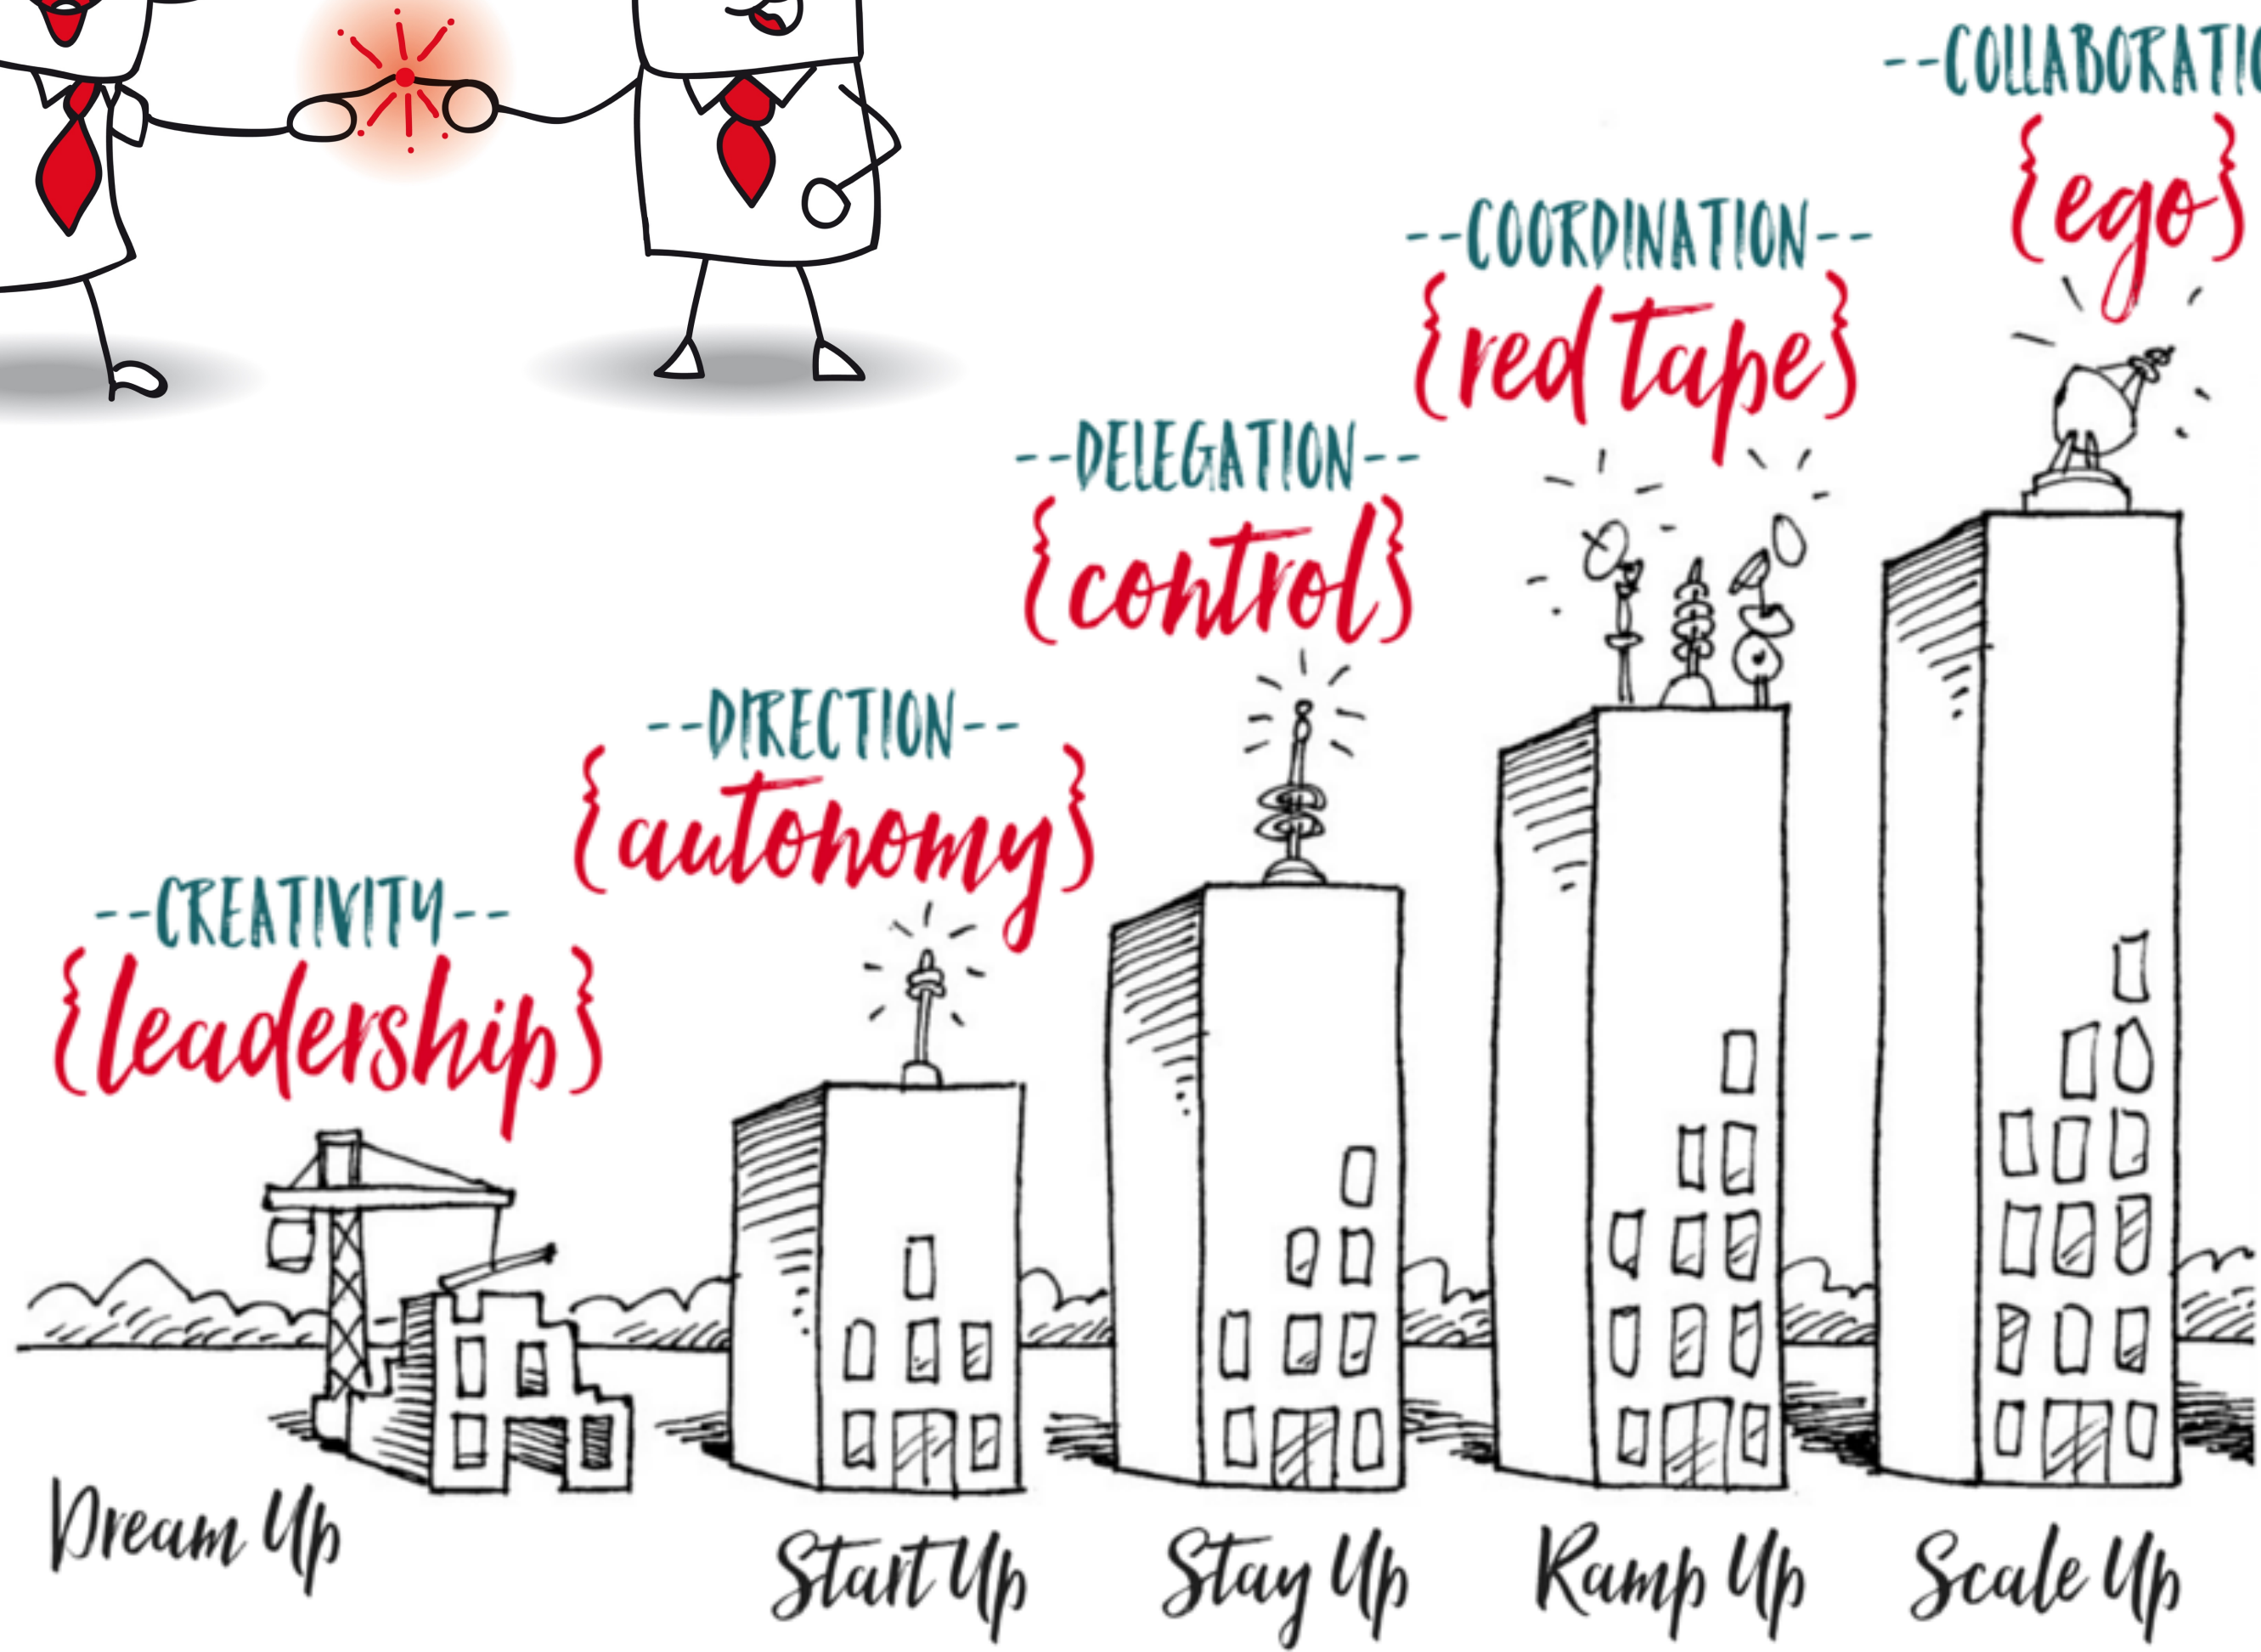 --COLLABORATIO
{ego}
--COORDINATION--
{red tape}
--DELEGATION--
{control}
--DIRECTION--
{autonomy}
--CREATIVITY--
{leadership}
Dream Up
Start Up
Stay Up
Ramp Up
Scale Up